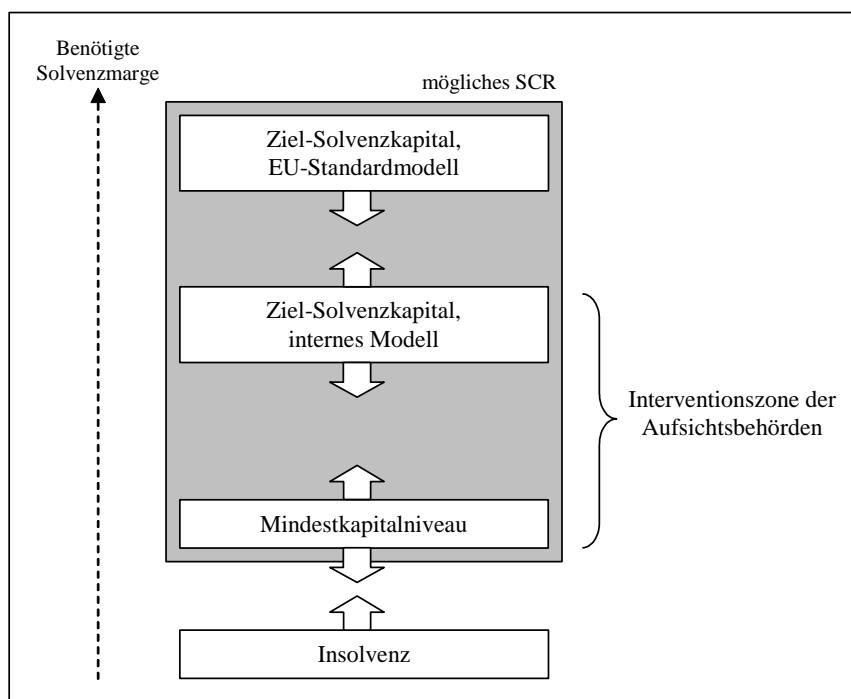 Benötigte
Solvenzmarge
mögliches SCR
Ziel-Solvenzkapital,
EU-Standardmodell
Ziel-Solvenzkapital,
internes Modell
Interventionszone der
Aufsichtsbehörden
Mindestkapitalniveau
Insolvenz